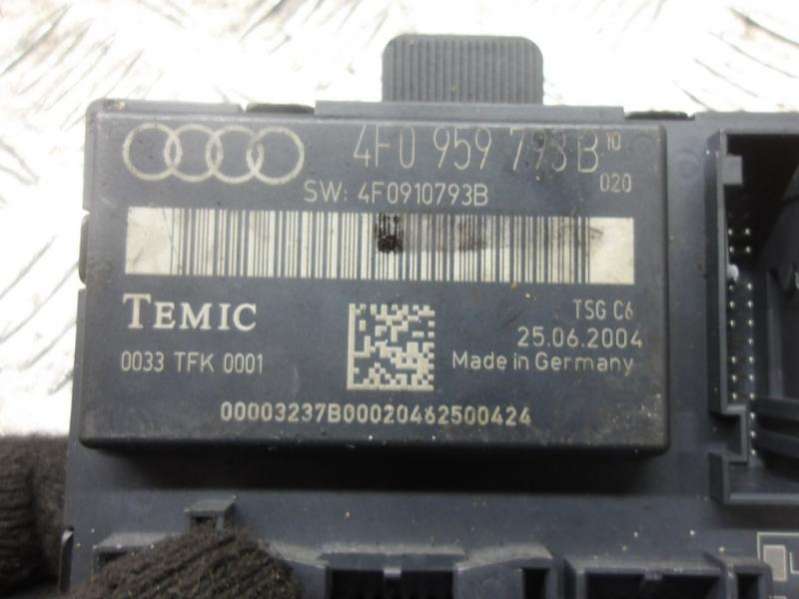 4F0 959 793 B 10
020
SW: 4F0910793B
TEMIC
TSG C6
25.06.2004
0033 TFK 0001
Made in Germany
00003237B00020462500424